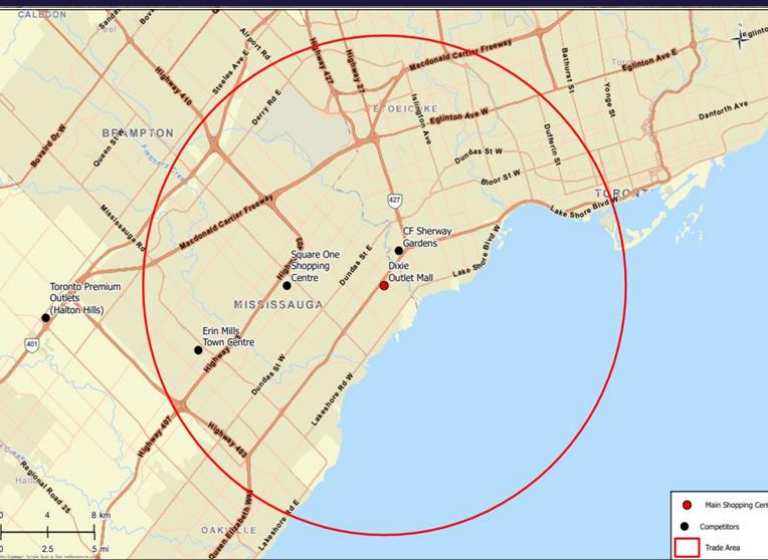 CALEDON
Airport Rd
Steeles Ave E
Highway 427
Highway 27
Macdonald Cartier Freeway
Eglinton Ave E
Bathurst St
Yonge St
Highway 410
Derry Rd E
ETOBICOKE
Islington Ave
Eglinton Ave W
Danforth Ave
BRAMPTON
Bovaird Dr W
Queen St
Dufferin St
Dundas St W
Bloor St W
TORONTO
Lake Shore Blvd W
427
Mississauga Rd
Macdonald Cartier Freeway
CF Sherway
Gardens
Square One
Shopping
Centre
Dundas St E
Dixie
Outlet Mall
Lake Shore Blvd W
Toronto Premium
Outlets
(Halton Hills)
MISSISSAUGA
401
Erin Mills
Town Centre
Dundas St W
Lakeshore Rd W
Highway 407
Highway 403
Regional Road 25
OAKVILLE
Queen Elizabeth Way
Lakeshore Rd E
0 4 8 km
0 2.5 5 mi
Main Shopping Cent
Competitors
Trade Area